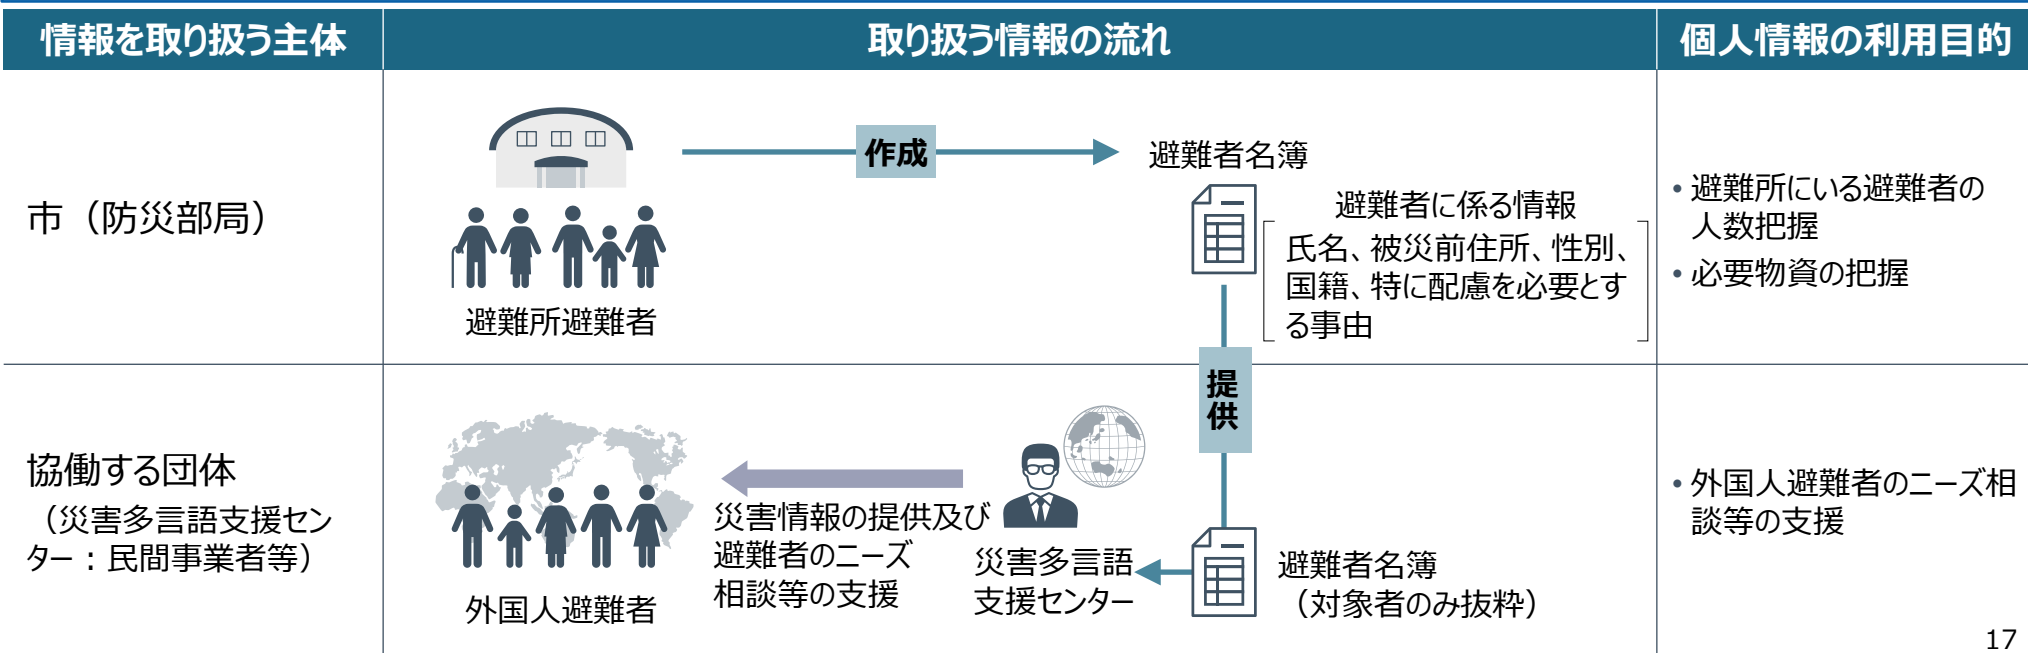 情報を取り扱う主体
取り扱う情報の流れ
個人情報の利用目的
市（防災部局）
避難所避難者
作成
避難者名簿
避難者に係る情報
氏名、被災前住所、性別、
国籍、特に配慮を必要とす
る事由
• 避難所にいる避難者の
人数把握
• 必要物資の把握
提供
協働する団体
（災害多言語支援セン
ター：民間事業者等）
外国人避難者
災害情報の提供及び
避難者のニーズ
相談等の支援
災害多言語
支援センター
避難者名簿
（対象者のみ抜粋）
• 外国人避難者のニーズ相
談等の支援
17